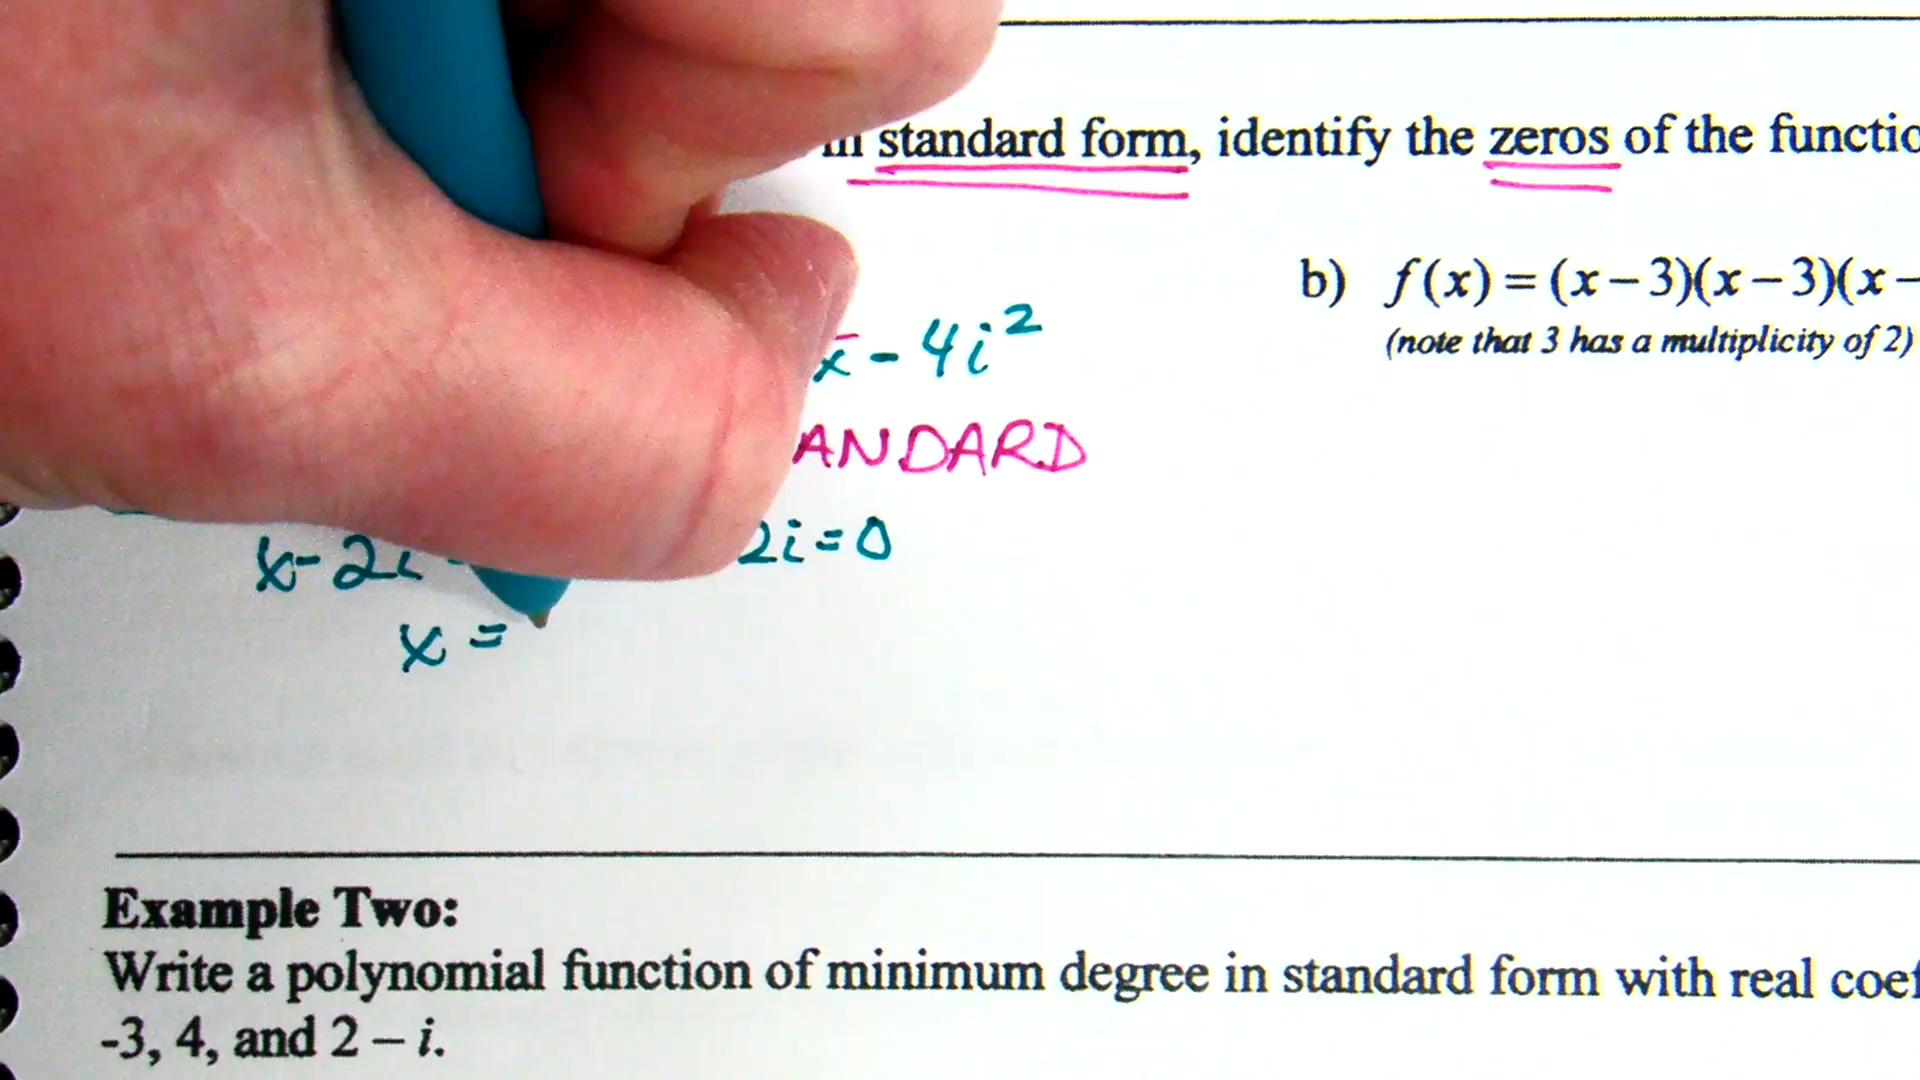 standard form, identify the zeros of the functio
b) f(x) = (x – 3)(x – 3)(x –
(note that 3 has a multiplicity of 2)
x - 4i²
ANDARD
x-2i 2i=0
x =
Example Two:
Write a polynomial function of minimum degree in standard form with real coef
-3, 4, and 2 – i.